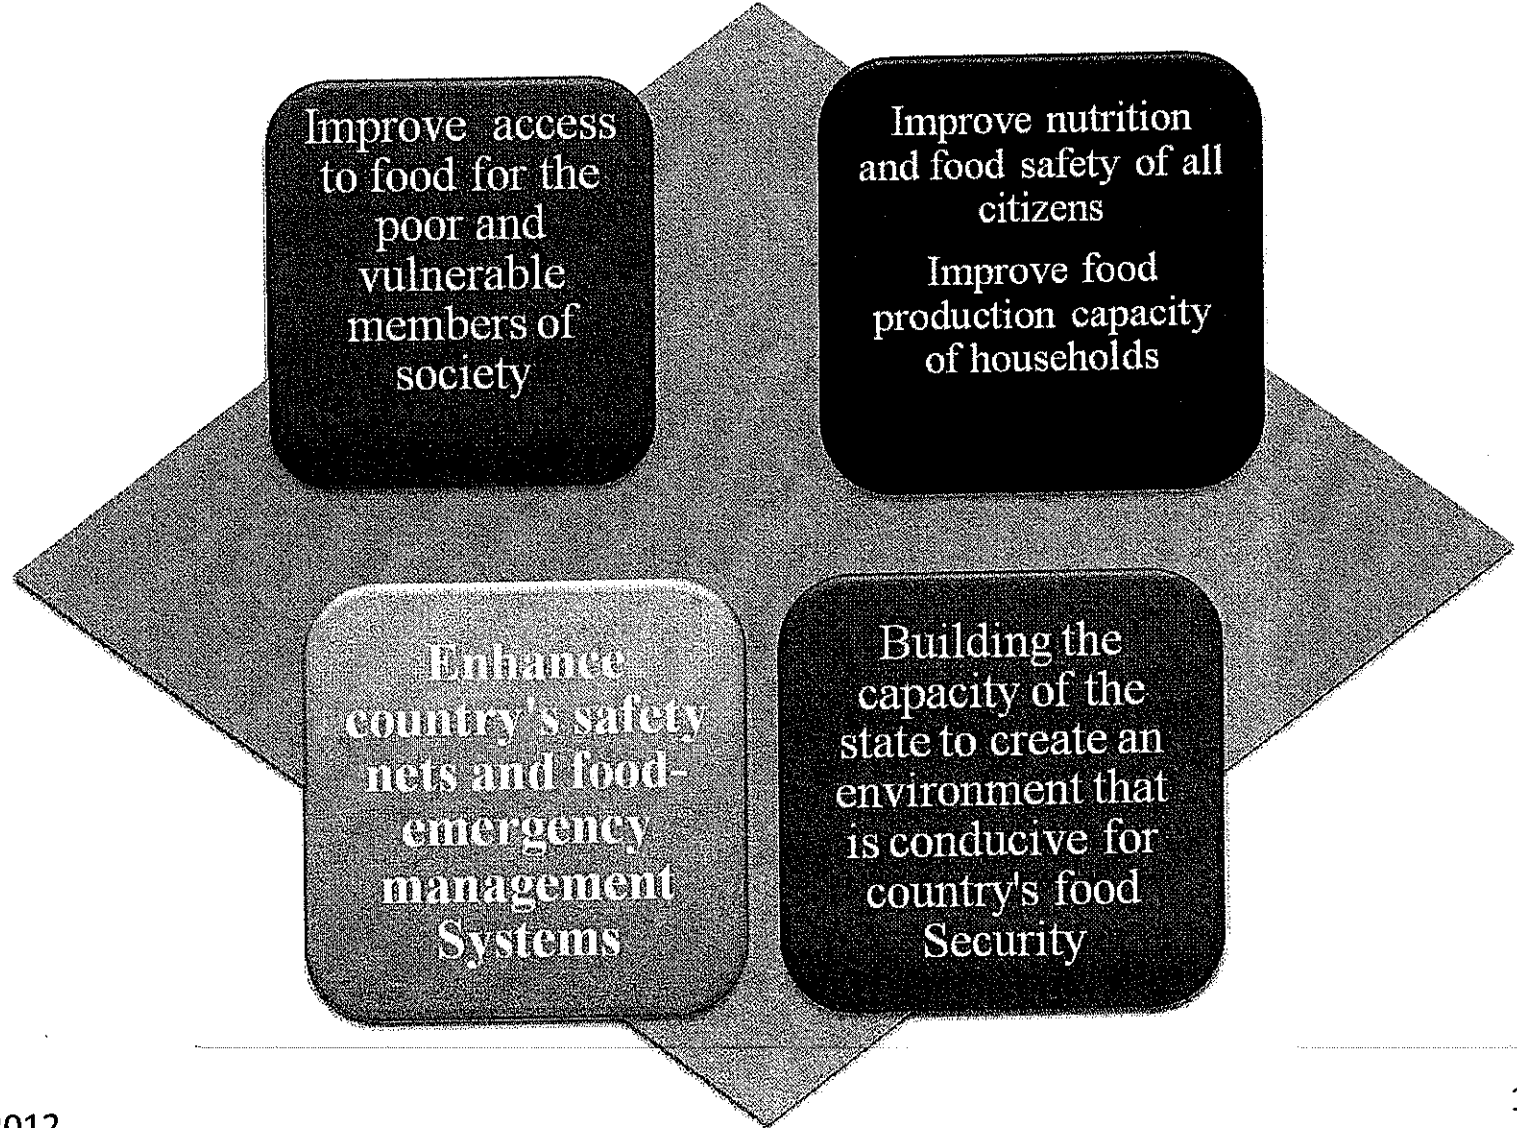 Improve access
to food for the
poor and
vulnerable
members of
society
Improve nutrition
and food safety of all
citizens
Improve food
production capacity
of households
Enhance
country's safety
nets and food-
emergency
management
Systems
Building the
capacity of the
state to create an
environment that
is conducive for
country's food
Security